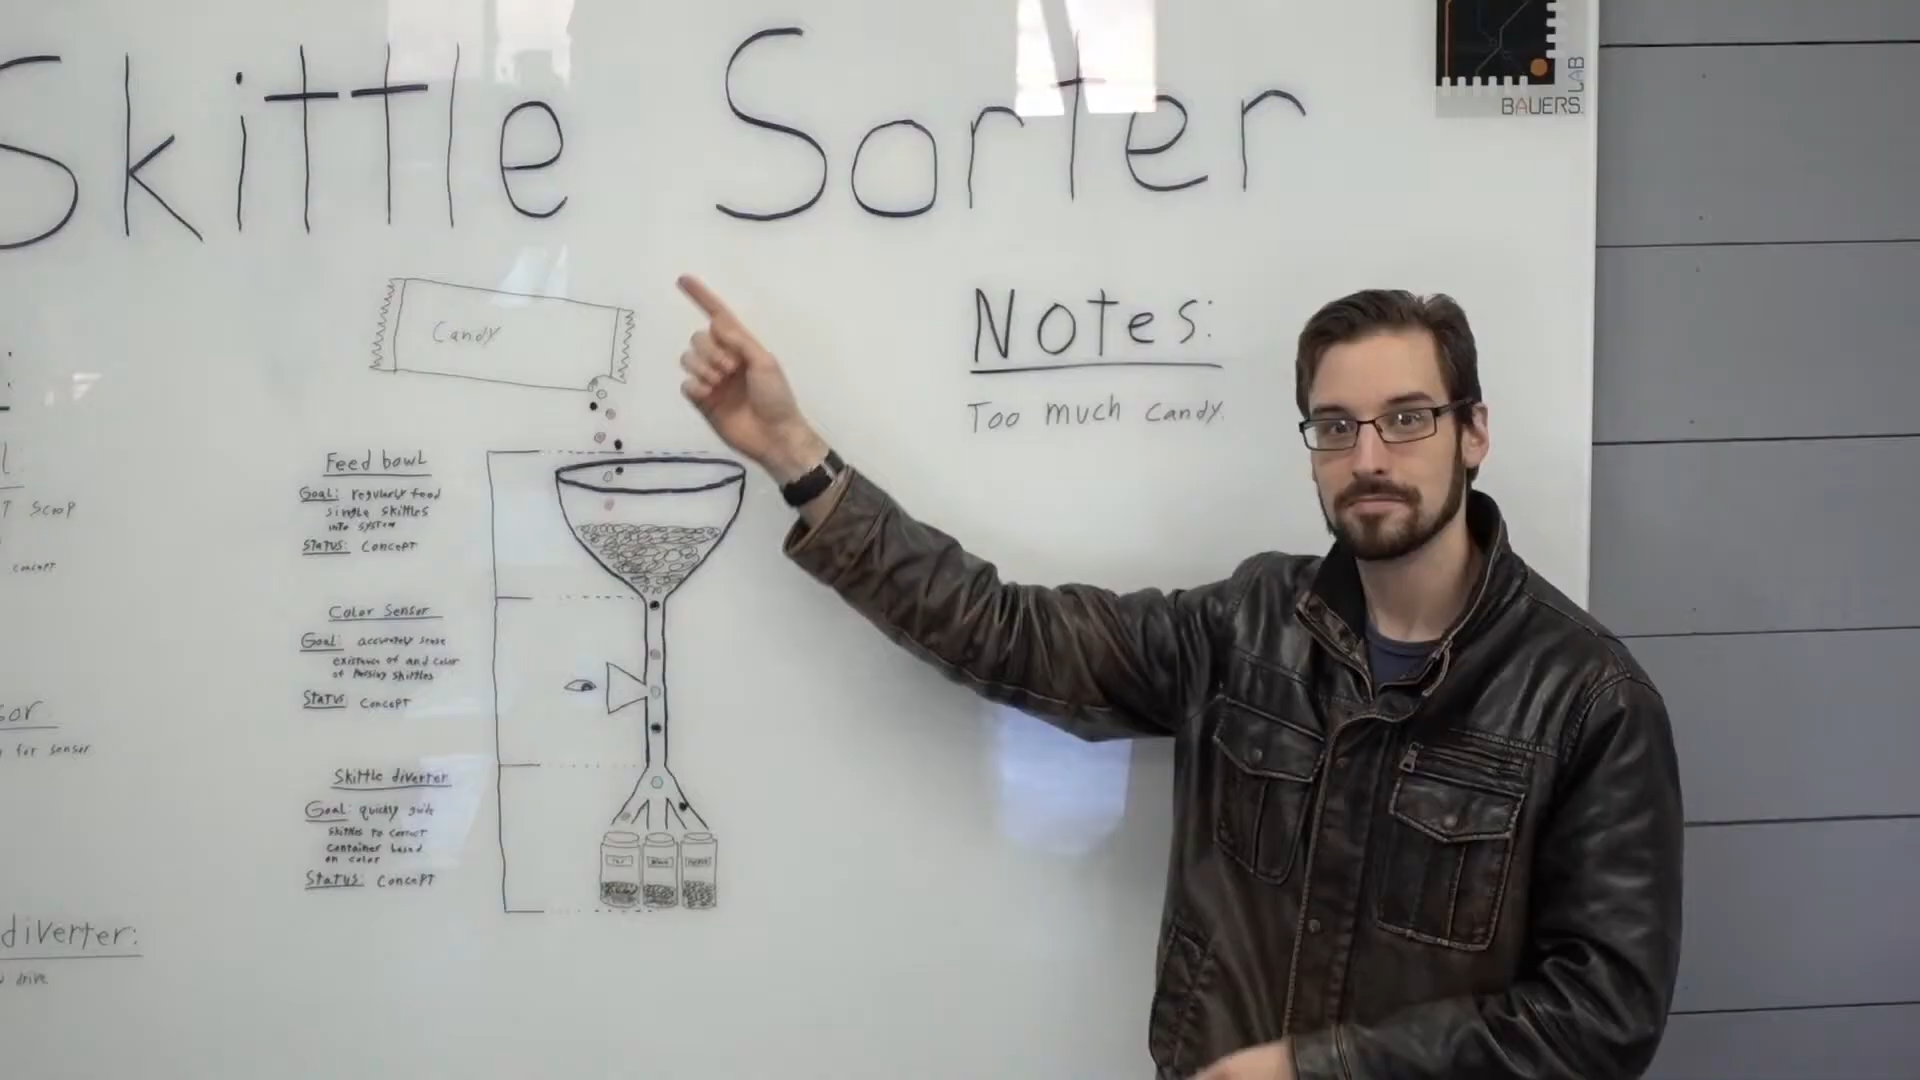 Skittle Sorter
BAUERS LAB
Candy
Notes:
Too much candy.
Feed bowl
Goal: regularly feed
single skittles
into system
Status: Concept
Color Sensor
Goal: accurately sense
existence of and color
of passing skittles
Status: Concept
Skittle diverter
Goal: quickly guide
skittles to correct
container based
on color
Status: Concept
T Scoop
concept
sor
for sensor
diverter:
drive